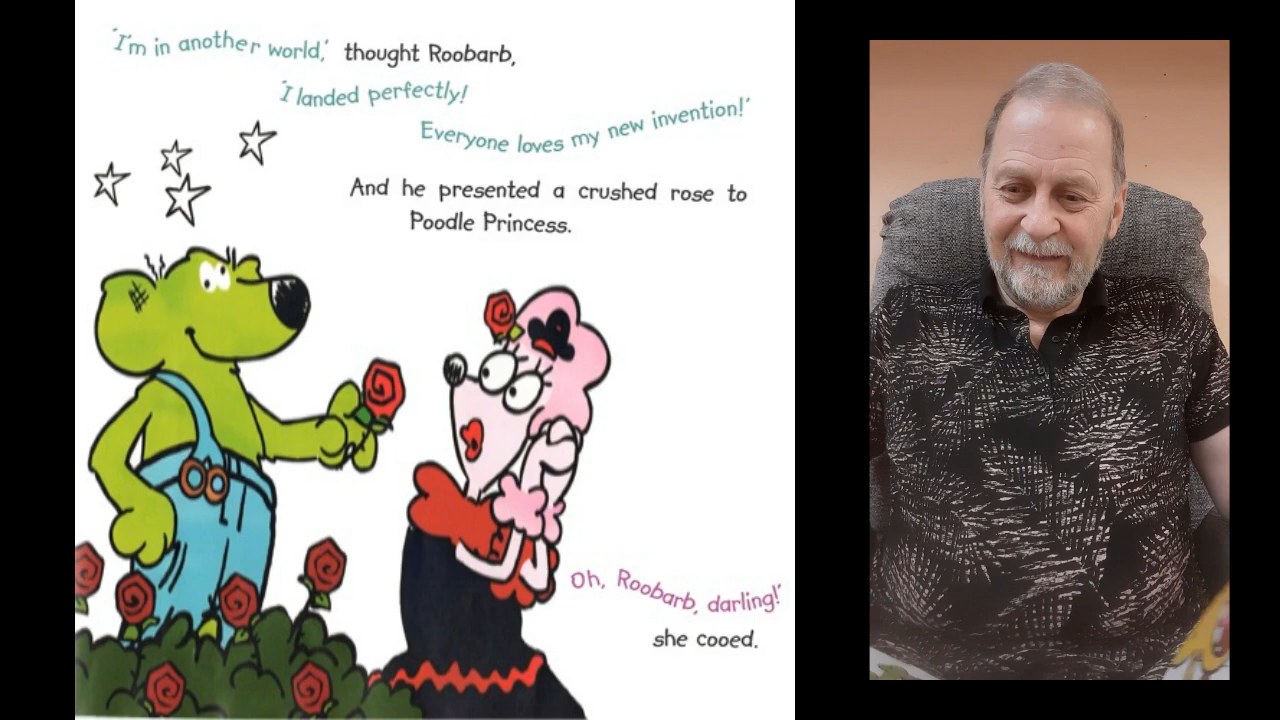 'I'm in another world,' thought Roobarb,
'I landed perfectly!
Everyone loves my new invention!'
And he presented a crushed rose to
Poodle Princess.
Oh, Roobarb, darling!'
she cooed.